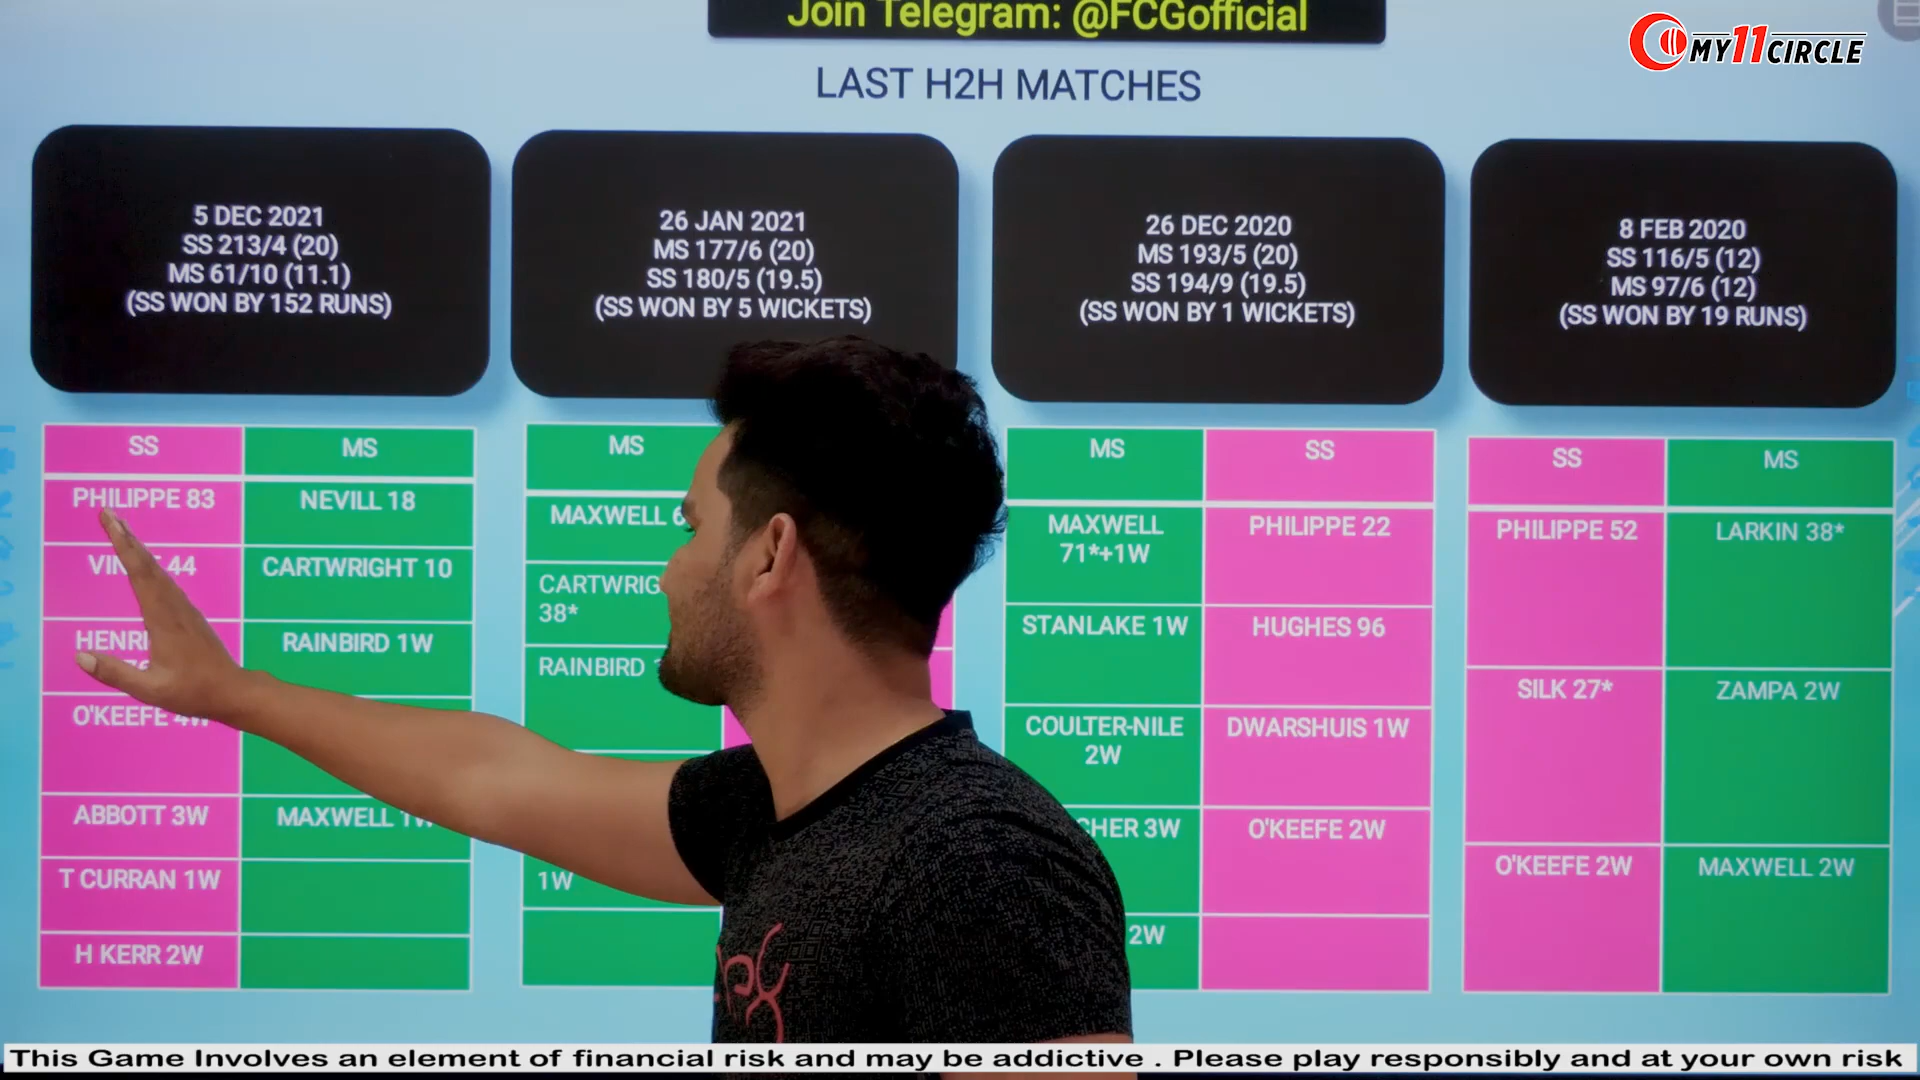 Join Telegram: @FCGofficial
MY11CIRCLE
LAST H2H MATCHES
5 DEC 2021
SS 213/4 (20)
MS 61/10 (11.1)
(SS WON BY 152 RUNS)
26 JAN 2021
MS 177/6 (20)
SS 180/5 (19.5)
(SS WON BY 5 WICKETS)
26 DEC 2020
MS 193/5 (20)
SS 194/9 (19.5)
(SS WON BY 1 WICKETS)
8 FEB 2020
SS 116/5 (12)
MS 97/6 (12)
(SS WON BY 19 RUNS)
SS
MS
PHILIPPE 83
NEVILL 18
44
CARTWRIGHT 10
RAINBIRD 1W
O'KEEFE 4W
ABBOTT 3W
MAXWELL 1W
T CURRAN 1W
H KERR 2W
MS
MAXWELL
38*
RAINBIRD
1W
MS
SS
MAXWELL
71*+1W
PHILIPPE 22
STANLAKE 1W
HUGHES 96
COULTER-NILE
2W
DWARSHUIS 1W
3W
O'KEEFE 2W
2W
SS
MS
PHILIPPE 52
LARKIN 38*
SILK 27*
ZAMPA 2W
O'KEEFE 2W
MAXWELL 2W
This Game Involves an element of financial risk and may be addictive . Please play responsibly and at your own risk